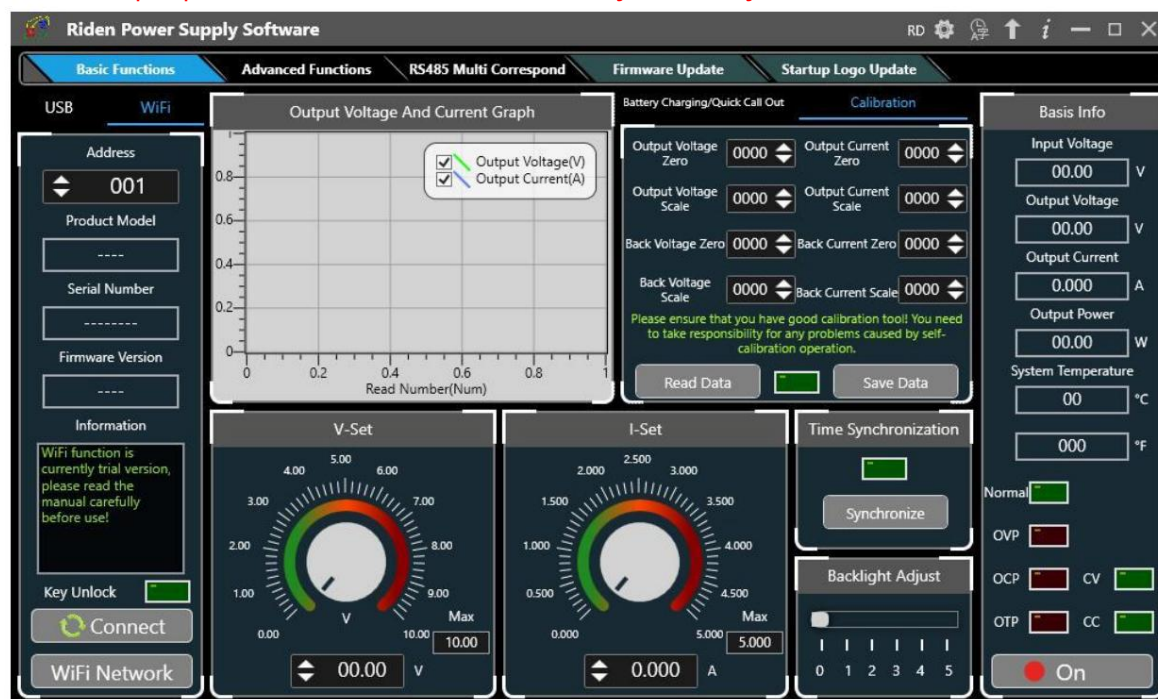 Riden Power Supply Software
RD
Basic Functions
Advanced Functions
RS485 Multi Correspond
Firmware Update
Startup Logo Update
USB
WiFi
Address
001
Product Model
----
Serial Number
--------
Firmware Version
----
Information
WiFi function is
currently trial version,
please read the
manual carefully
before use!
Key Unlock
Connect
WiFi Network
Output Voltage And Current Graph
Output Voltage(V)
Output Current(A)
1
0.8
0.6
0.4
0.2
0
0 0.2 0.4 0.6 0.8 1
Read Number(Num)
Battery Charging/Quick Call Out
Calibration
Output Voltage
Zero
0000
Output Current
Zero
0000
Output Voltage
Scale
0000
Output Current
Scale
0000
Back Voltage Zero
0000
Back Current Zero
0000
Back Voltage
Scale
0000
Back Current Scale
0000
Please ensure that you have good calibration tool! You need
to take responsibility for any problems caused by self-
calibration operation.
Read Data
Save Data
V-Set
0.00
1.00
2.00
3.00
4.00
5.00
6.00
7.00
8.00
9.00
10.00
V
Max
10.00
00.00 V
I-Set
0.000
0.500
1.000
1.500
2.000
2.500
3.000
3.500
4.000
4.500
5.000
A
Max
5.000
0.000 A
Time Synchronization
Synchronize
Backlight Adjust
0 1 2 3 4 5
Basis Info
Input Voltage
00.00 V
Output Voltage
00.00 V
Output Current
0.000 A
Output Power
00.00 W
System Temperature
00 °C
000 °F
Normal
OVP
OCP
CV
OTP
CC
On